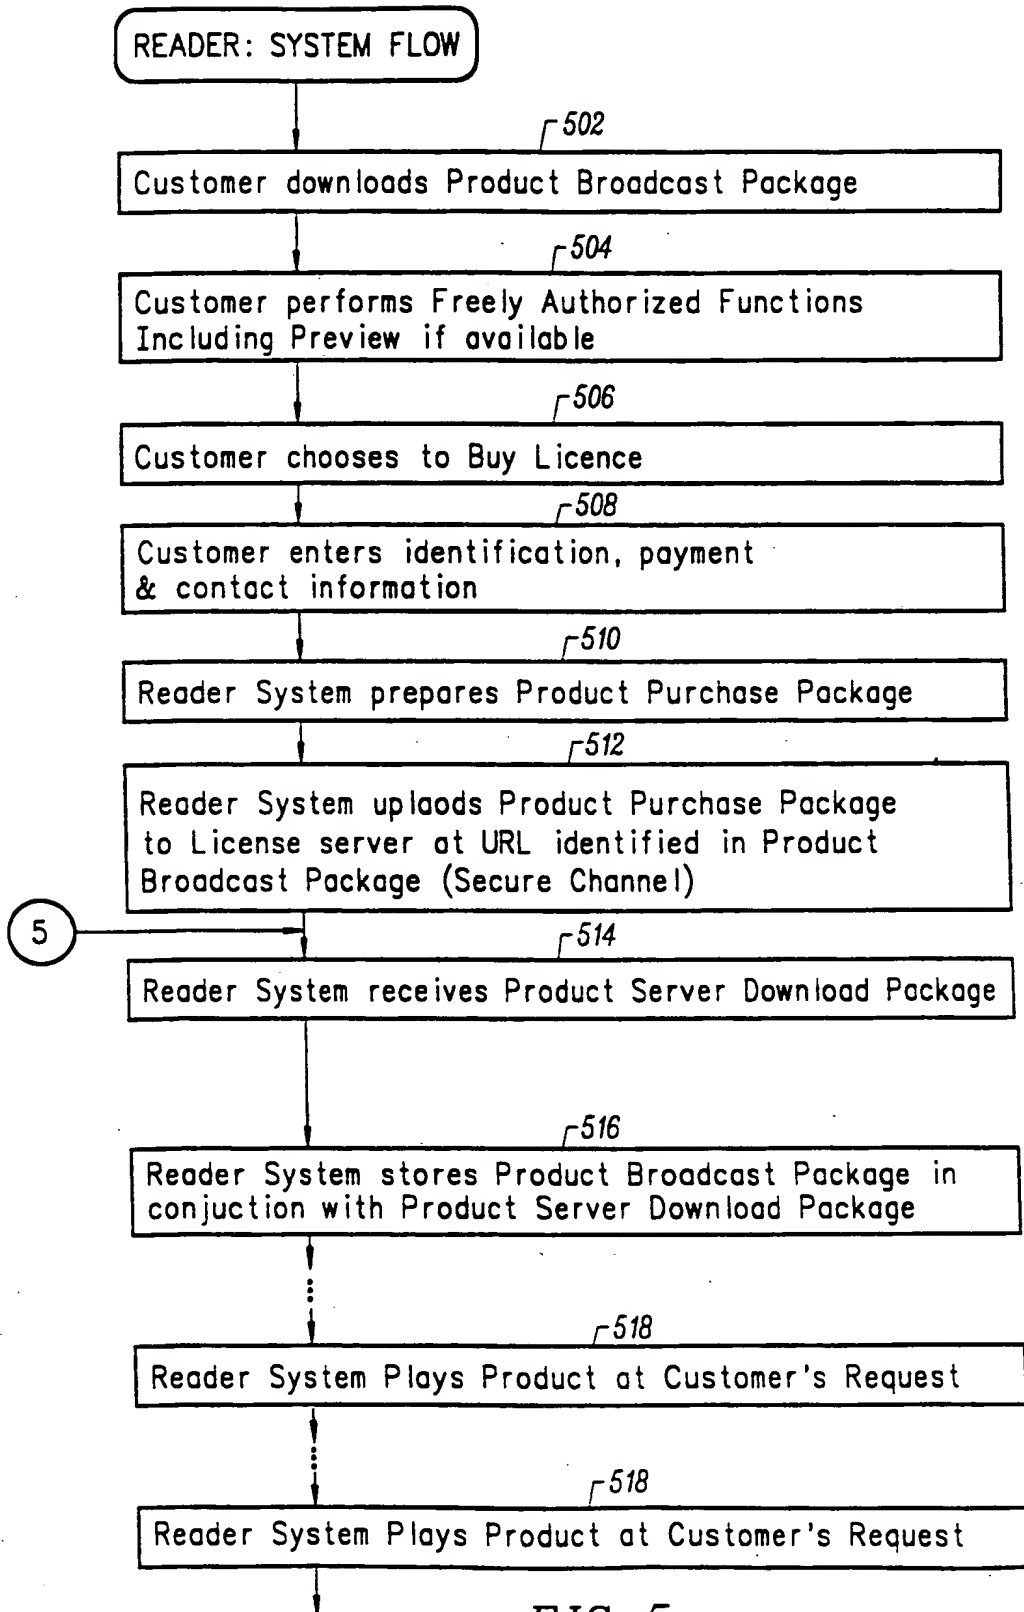 READER: SYSTEM FLOW
502
Customer downloads Product Broadcast Package
504
Customer performs Freely Authorized Functions
Including Preview if available
506
Customer chooses to Buy Licence
508
Customer enters identification, payment
& contact information
510
Reader System prepares Product Purchase Package
512
Reader System uplaods Product Purchase Package
to License server at URL identified in Product
Broadcast Package (Secure Channel)
5
514
Reader System receives Product Server Download Package
516
Reader System stores Product Broadcast Package in
conjuction with Product Server Download Package
518
Reader System Plays Product at Customer's Request
518
Reader System Plays Product at Customer's Request
FIG. 5